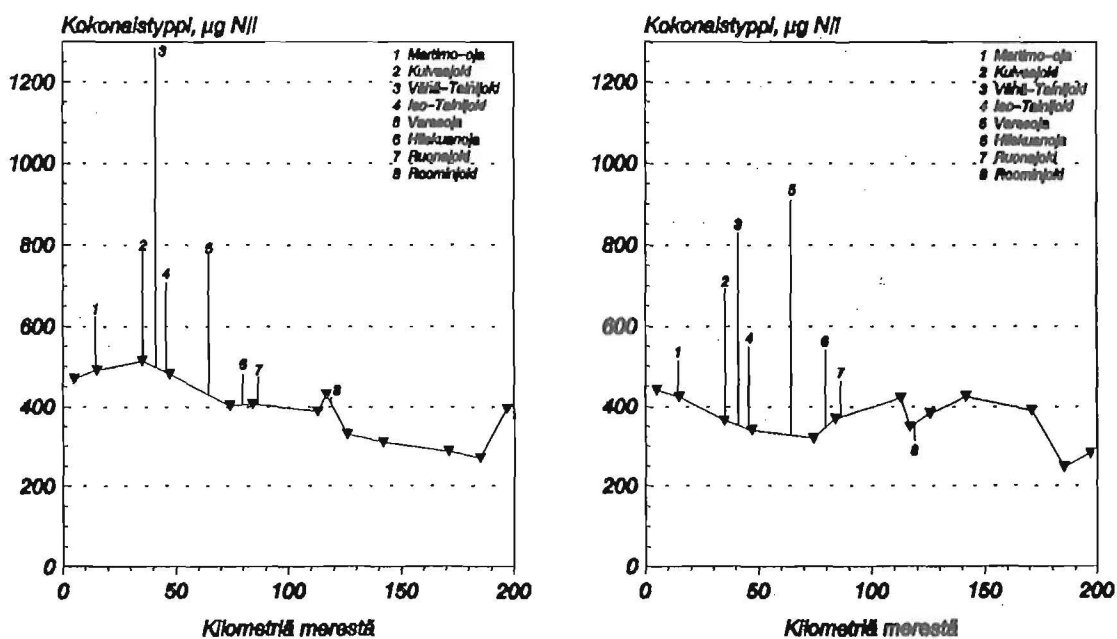 Kokonaistyppi, µg N/l
1200
1000
800
600
400
200
0
0 50 100 150 200
Kilometriä merestä
1 Martimo-oja
2 Kuivasjoki
3 Vähä-Tainijoki
4 Iso-Tainijoki
5 Varesoja
6 Hiiskuanoja
7 Ruonajoki
8 Roominjoki
1
2
3
4
5
6
7
8
Kokonaistyppi, µg N/l
1200
1000
800
600
400
200
0
0 50 100 150 200
Kilometriä merestä
1 Martimo-oja
2 Kuivasjoki
3 Vähä-Tainijoki
4 Iso-Tainijoki
5 Varesoja
6 Hiiskuanoja
7 Ruonajoki
8 Roominjoki
1
2
3
4
5
6
7
8